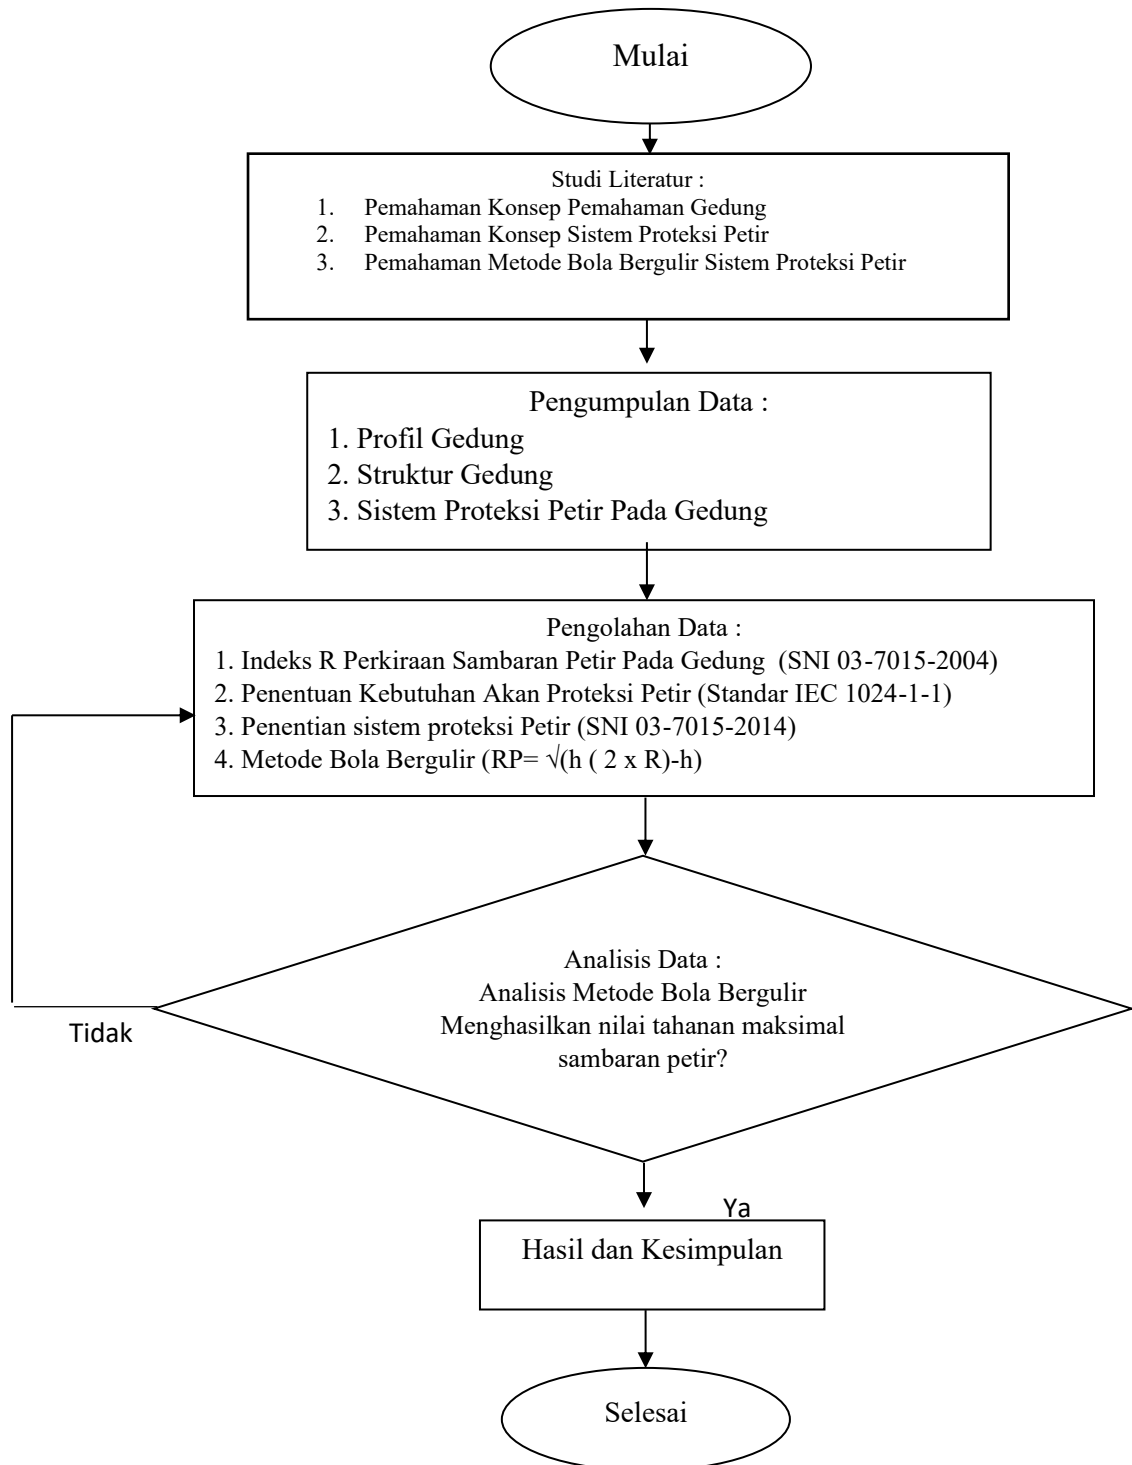 Mulai
Studi Literatur :
1. Pemahaman Konsep Pemahaman Gedung
2. Pemahaman Konsep Sistem Proteksi Petir
3. Pemahaman Metode Bola Bergulir Sistem Proteksi Petir
Pengumpulan Data :
1. Profil Gedung
2. Struktur Gedung
3. Sistem Proteksi Petir Pada Gedung
Pengolahan Data :
1. Indeks R Perkiraan Sambaran Petir Pada Gedung (SNI 03-7015-2004)
2. Penentuan Kebutuhan Akan Proteksi Petir (Standar IEC 1024-1-1)
3. Penentian sistem proteksi Petir (SNI 03-7015-2014)
4. Metode Bola Bergulir (RP= √(h ( 2 x R)-h)
Analisis Data :
Analisis Metode Bola Bergulir
Menghasilkan nilai tahanan maksimal
sambaran petir?
Tidak
Ya
Hasil dan Kesimpulan
Selesai